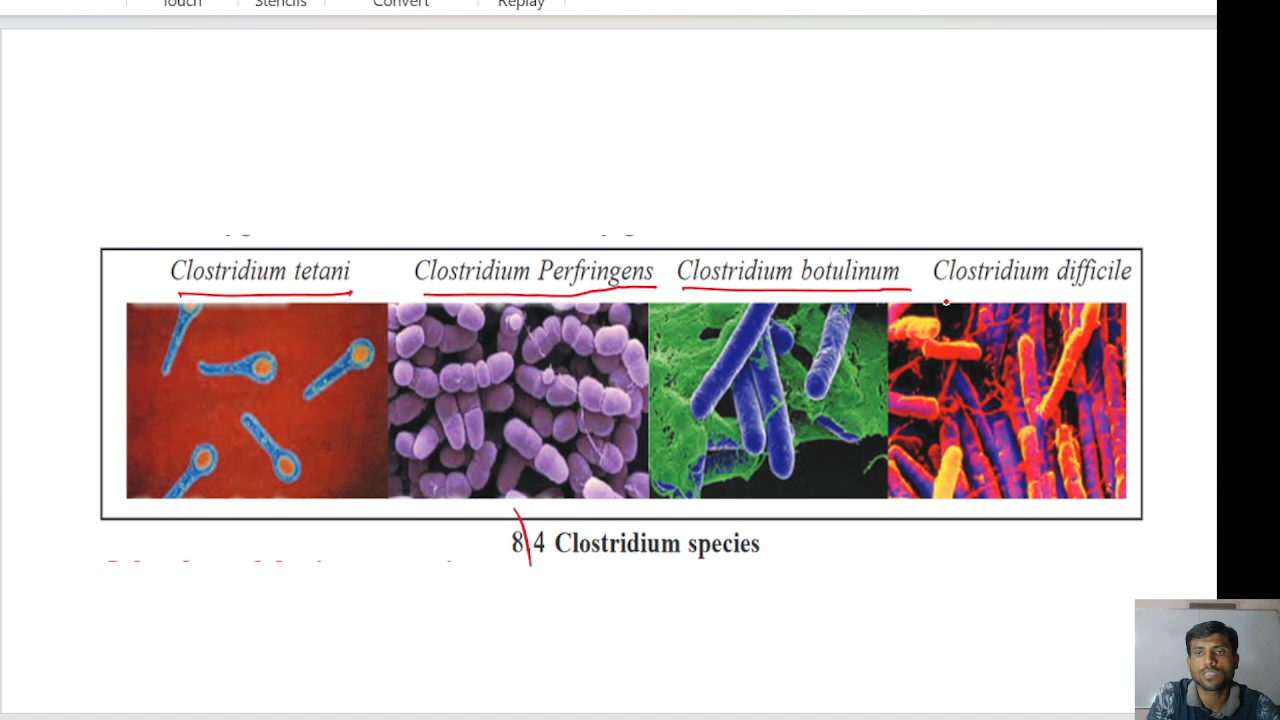 Touch Stencils Convert Replay
Clostridium tetani Clostridium Perfringens Clostridium botulinum Clostridium difficile
8.4 Clostridium species